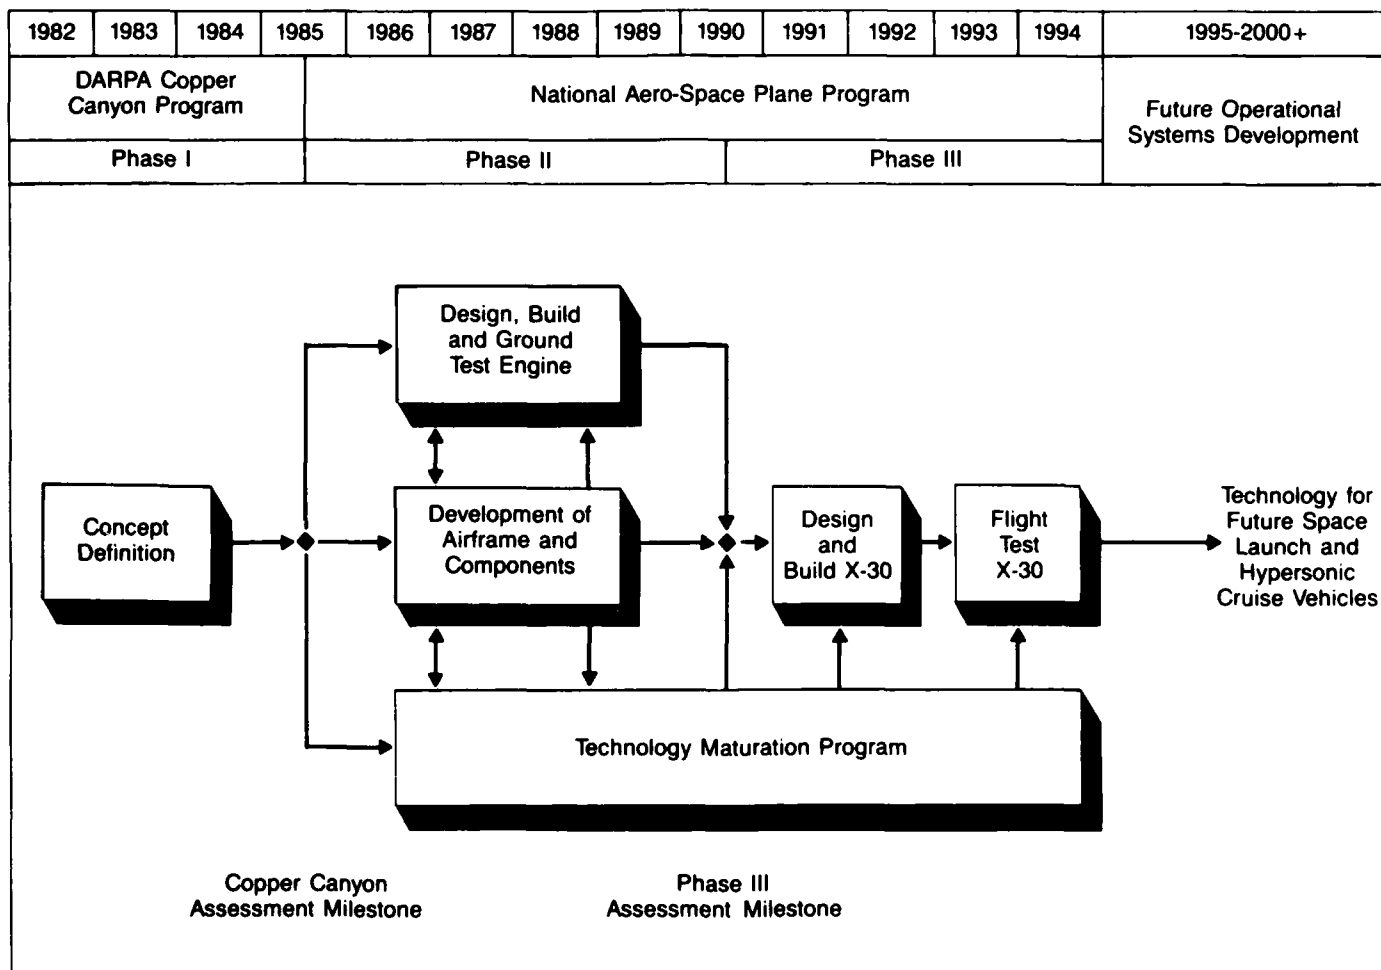 1982 1983 1984 1985 1986 1987 1988 1989 1990 1991 1992 1993 1994 1995-2000+
DARPA Copper
Canyon Program
National Aero-Space Plane Program
Future Operational
Systems Development
Phase I
Phase II
Phase III
Design, Build
and Ground
Test Engine
Concept
Definition
Development of
Airframe and
Components
Design
and
Build X-30
Flight
Test
X-30
Technology for
Future Space
Launch and
Hypersonic
Cruise Vehicles
Technology Maturation Program
Copper Canyon
Assessment Milestone
Phase III
Assessment Milestone